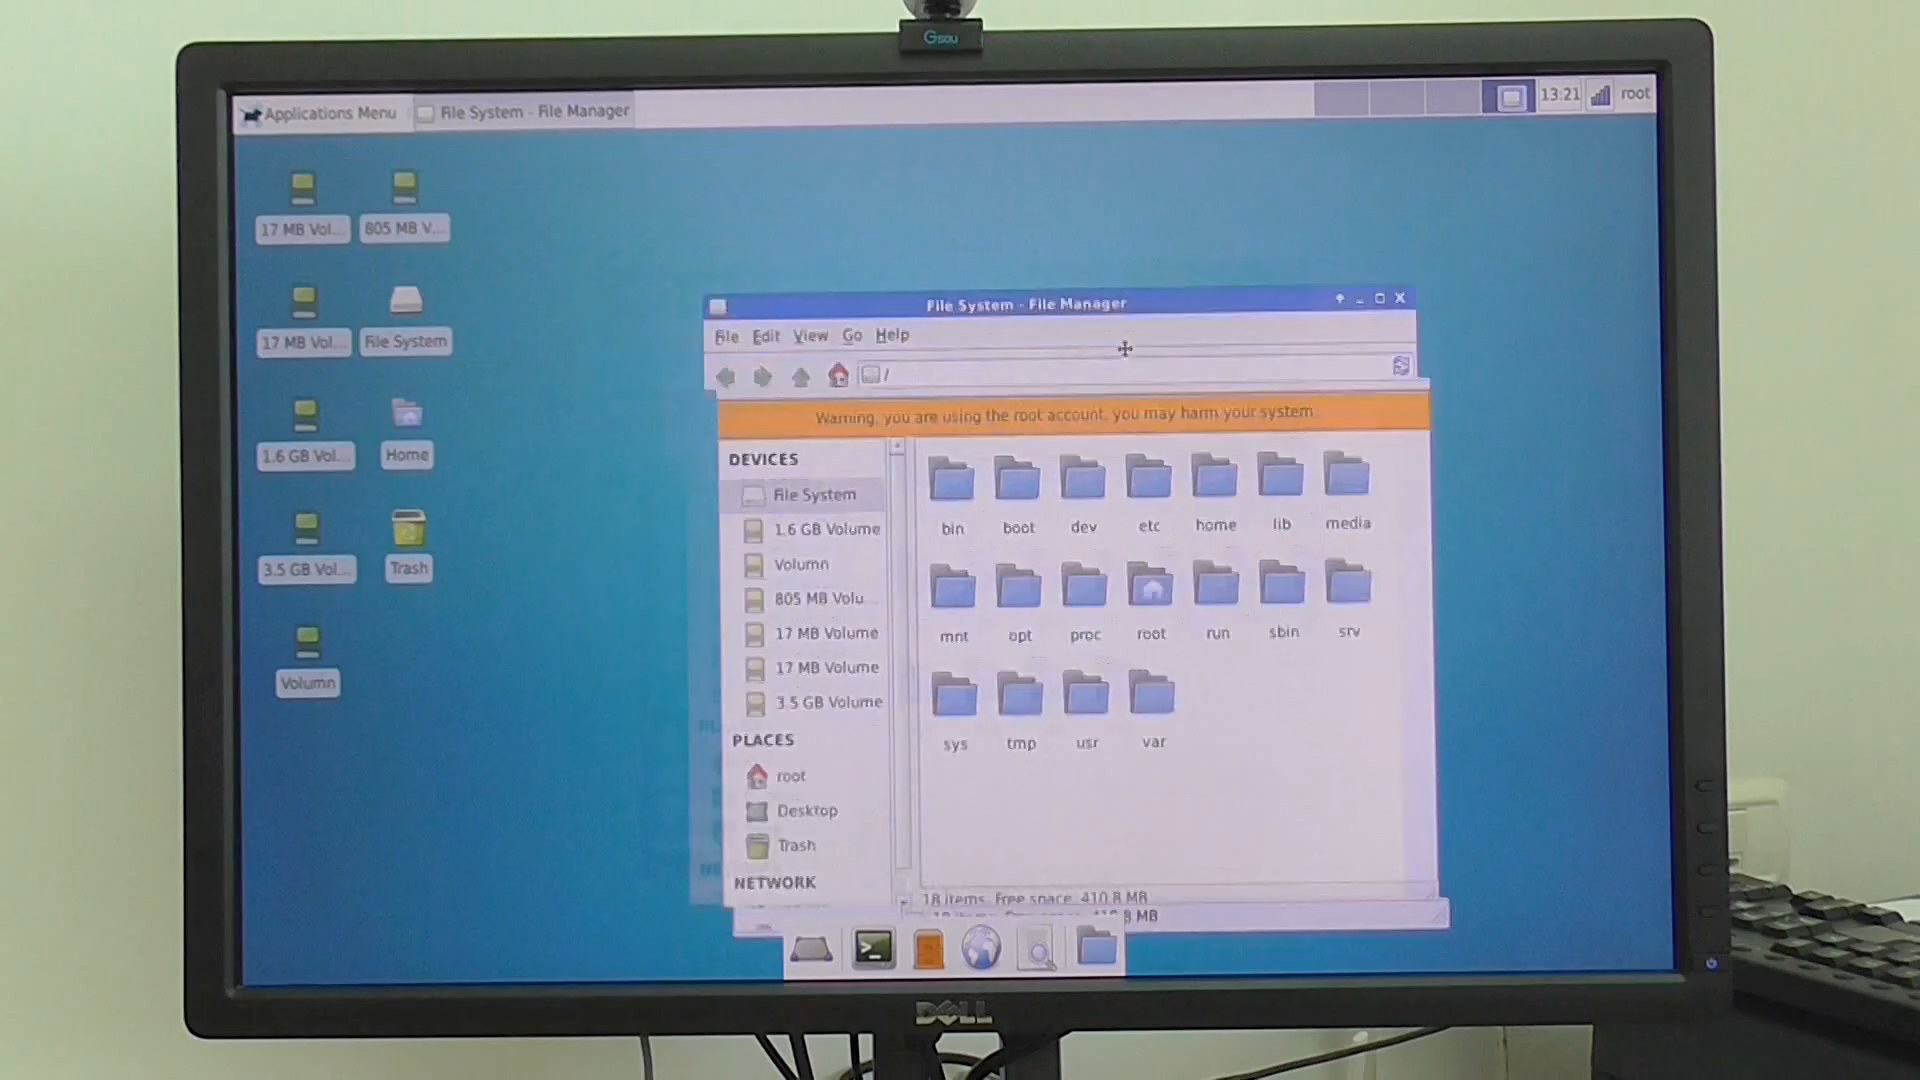 Gsou
Applications Menu
File System - File Manager
13:21
root
17 MB Vol...
805 MB V...
17 MB Vol...
File System
1.6 GB Vol...
Home
3.5 GB Vol...
Trash
Volumn
File System - File Manager
File Edit View Go Help
/
Warning, you are using the root account, you may harm your system.
DEVICES
File System
1.6 GB Volume
Volumn
805 MB Volu...
17 MB Volume
17 MB Volume
3.5 GB Volume
PLACES
root
Desktop
Trash
NETWORK
bin boot dev etc home lib media
mnt opt proc root run sbin srv
sys tmp usr var
18 items, Free space: 410.8 MB
8 MB
DELL